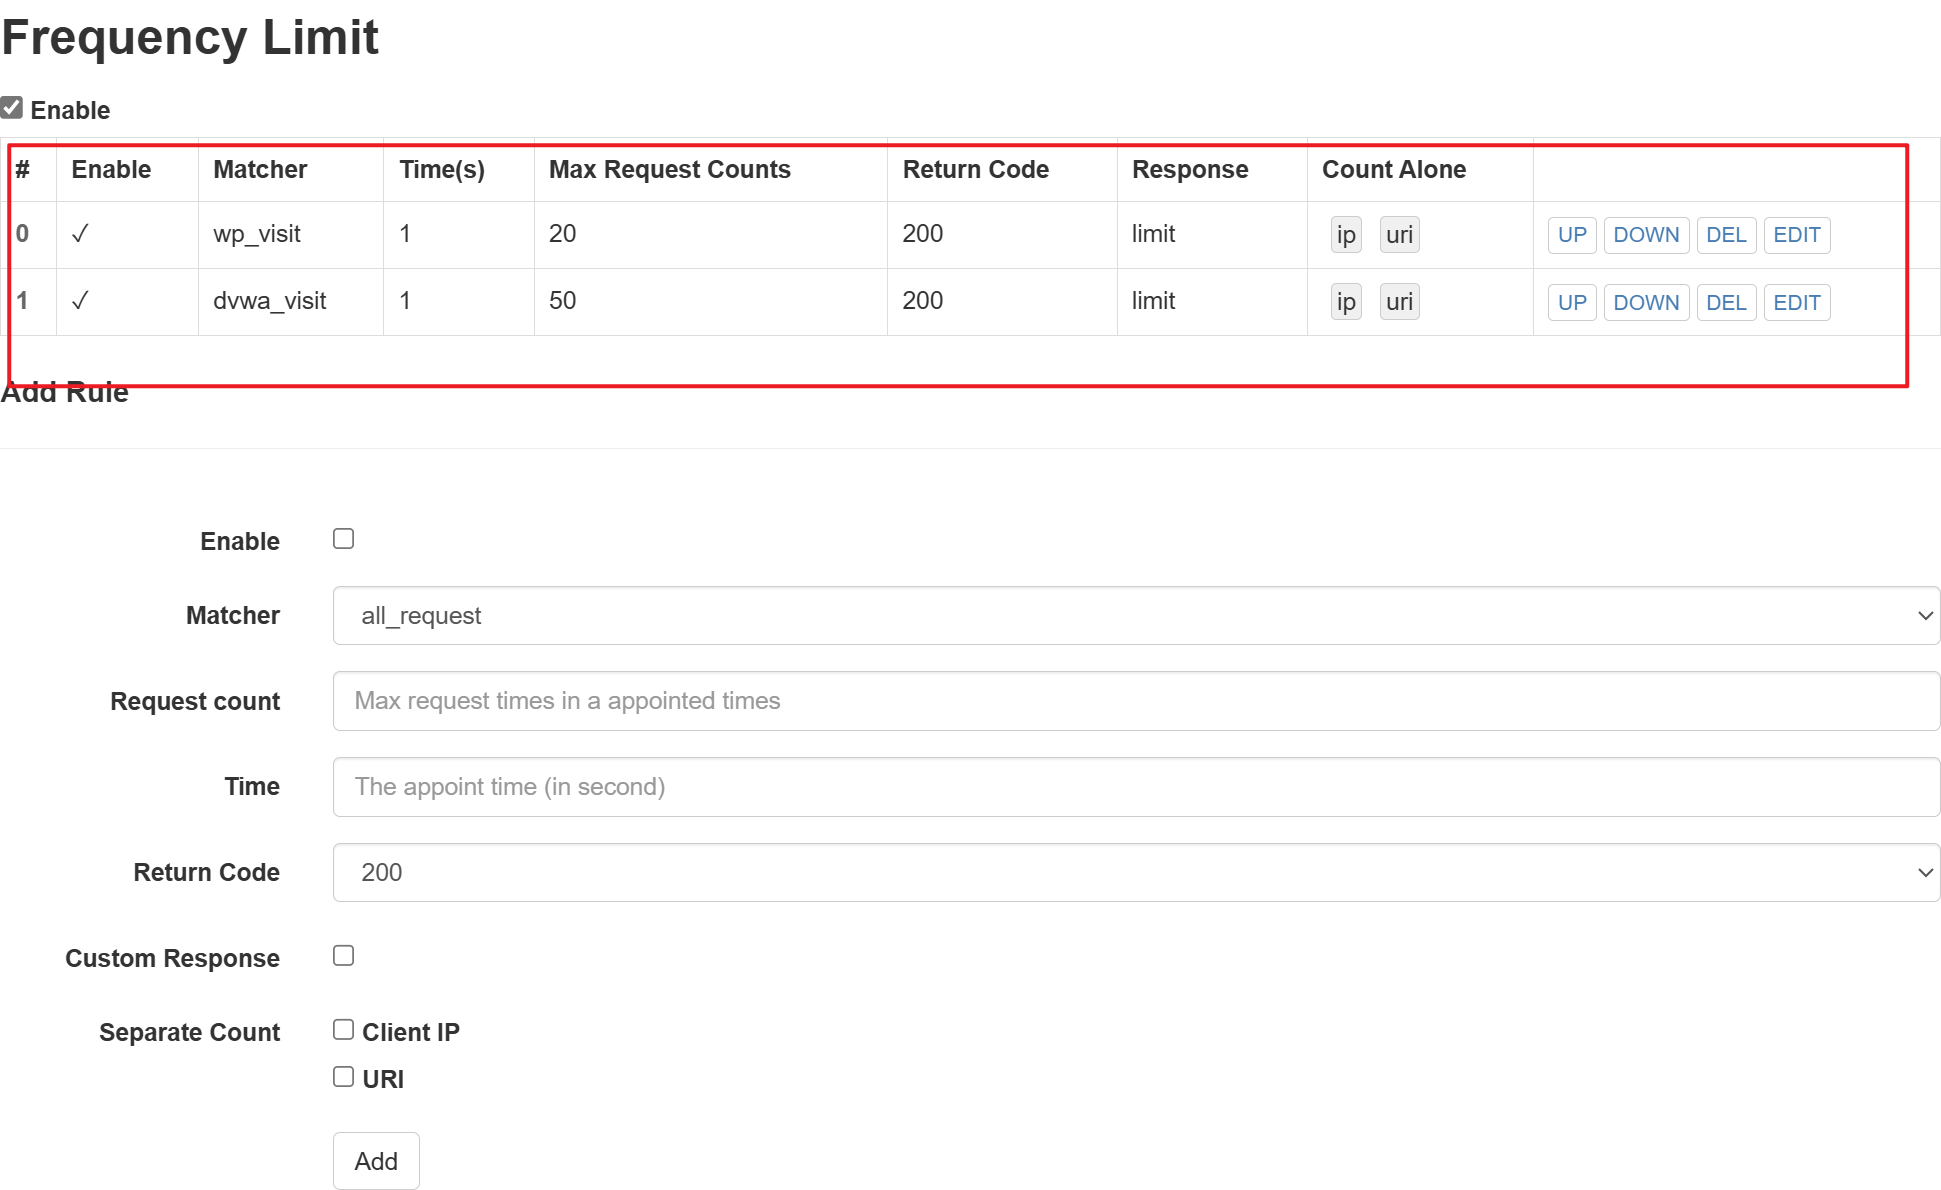 Frequency Limit
Enable
# Enable Matcher Time(s) Max Request Counts Return Code Response Count Alone
0 ✓ wp_visit 1 20 200 limit ip uri UP DOWN DEL EDIT
1 ✓ dvwa_visit 1 50 200 limit ip uri UP DOWN DEL EDIT
Add Rule
Enable
Matcher all_request
Request count Max request times in a appointed times
Time The appoint time (in second)
Return Code 200
Custom Response
Separate Count Client IP
URI
Add